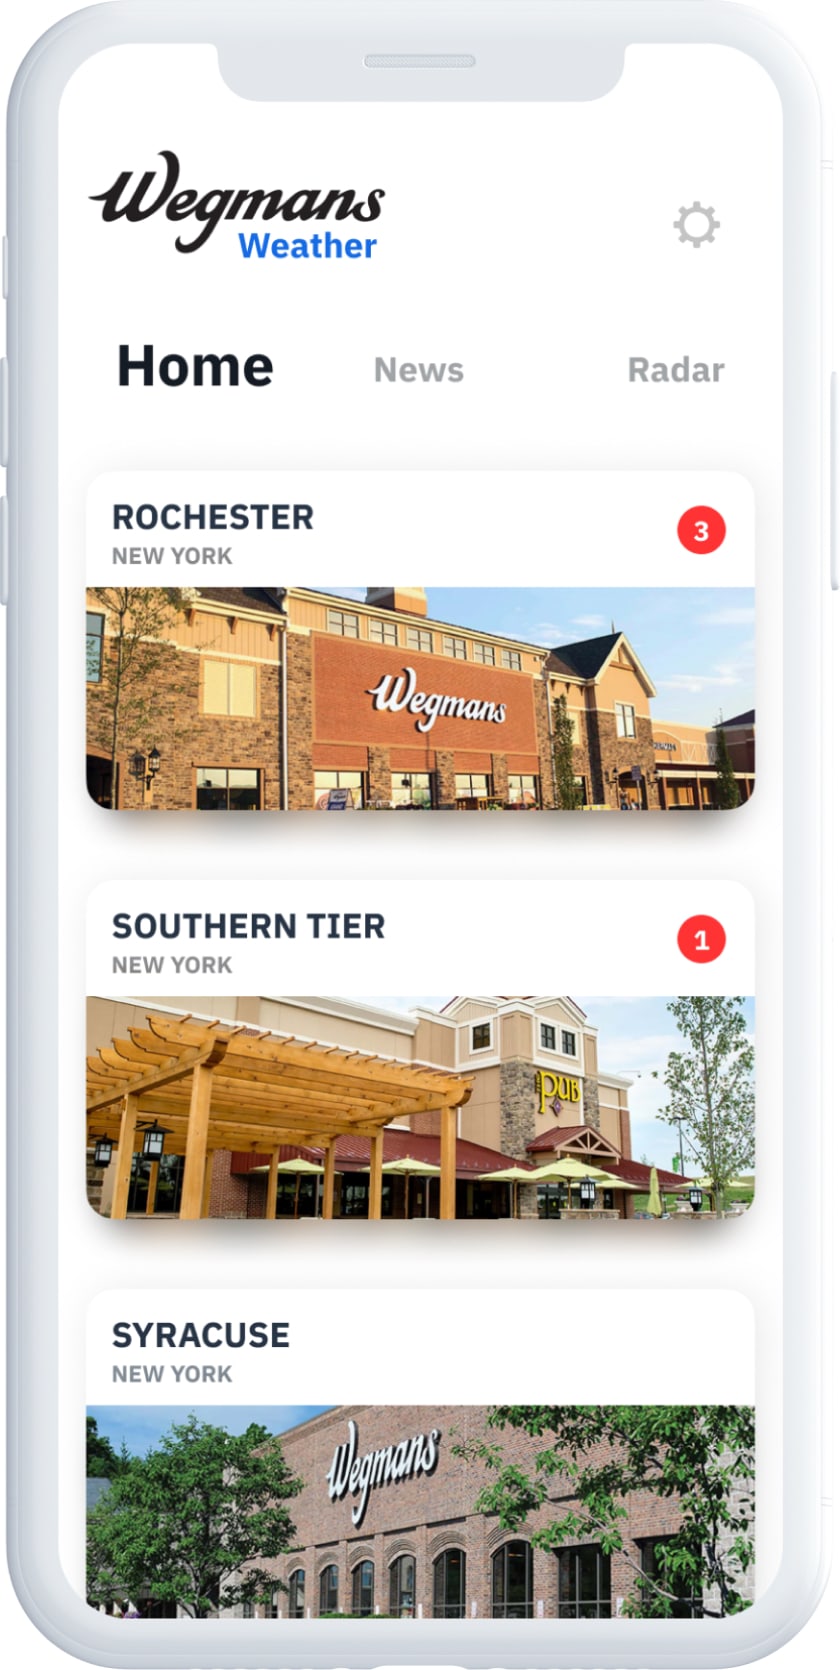 Wegmans
Weather
Home
News
Radar
ROCHESTER
3
NEW YORK
Wegmans
SOUTHERN TIER
1
NEW YORK
THE
PUB
SYRACUSE
NEW YORK
Wegmans